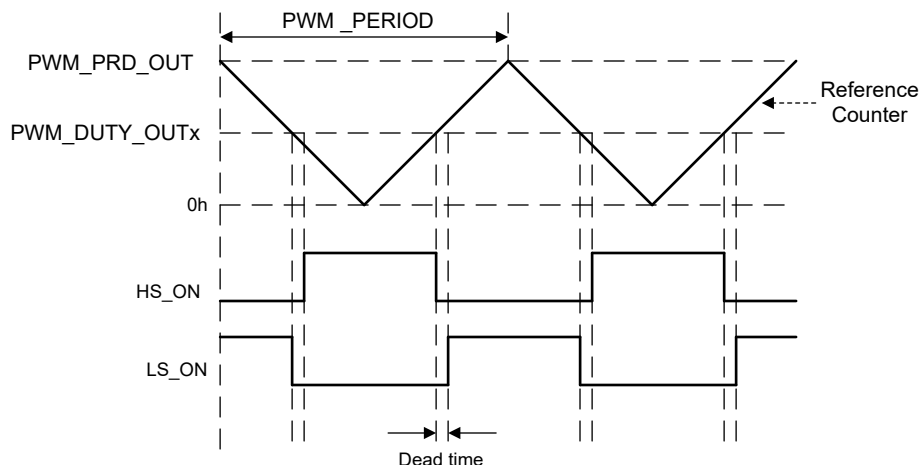 PWM _PERIOD
PWM_PRD_OUT
Reference
Counter
PWM_DUTY_OUTx
0h
HS_ON
LS_ON
Dead time